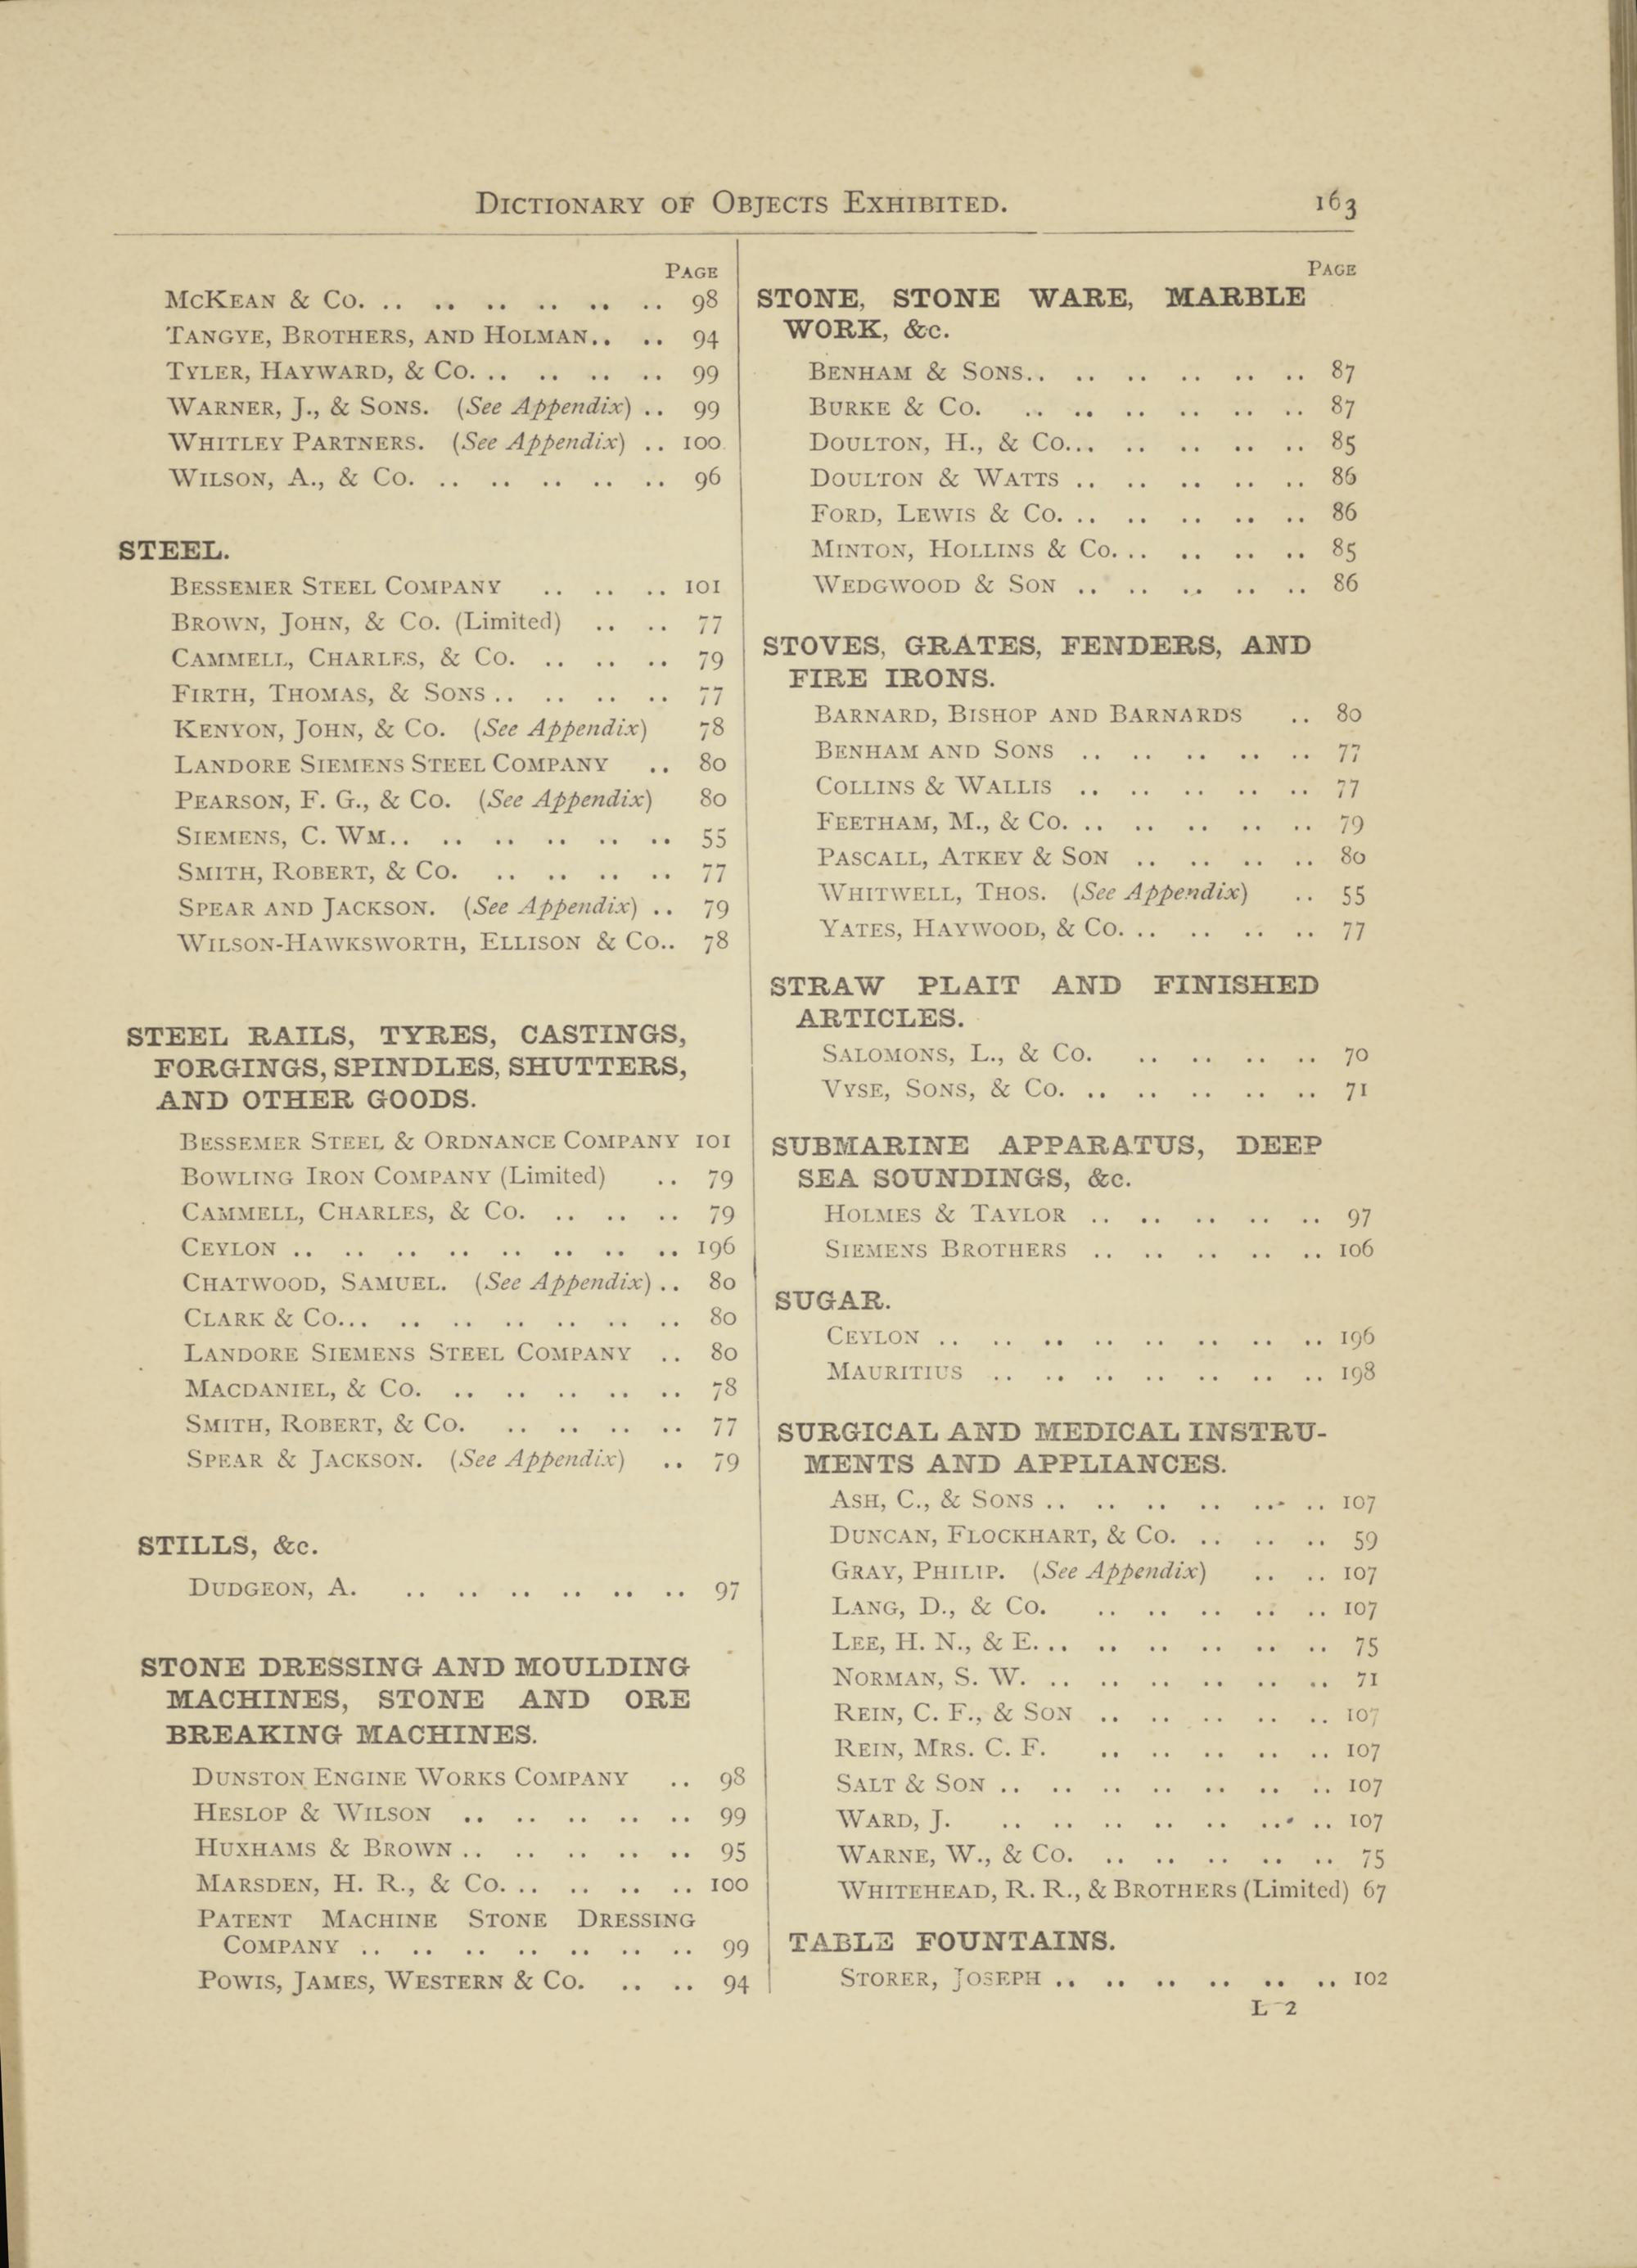 DICTIONARY OF OBJECTS EXHIBITED. 163
PAGE
MCKEAN & CO. .. .. .. .. .. .. 98
TANGYE, BROTHERS, AND HOLMAN.. .. 94
TYLER, HAYWARD, & CO. .. .. .. .. 99
WARNER, J., & SONS. (See Appendix) .. 99
WHITLEY PARTNERS. (See Appendix) .. 100
WILSON, A., & CO. .. .. .. .. .. 96
STEEL.
BESSEMER STEEL COMPANY .. .. .. 101
BROWN, JOHN, & CO. (Limited) .. .. 77
CAMMELL, CHARLES, & CO. .. .. .. 79
FIRTH, THOMAS, & SONS .. .. .. .. 77
KENYON, JOHN, & CO. (See Appendix) 78
LANDORE SIEMENS STEEL COMPANY .. 80
PEARSON, F. G., & CO. (See Appendix) 80
SIEMENS, C. WM.. .. .. .. .. .. 55
SMITH, ROBERT, & CO. .. .. .. .. 77
SPEAR AND JACKSON. (See Appendix) .. 79
WILSON-HAWKSWORTH, ELLISON & CO.. 78
STEEL RAILS, TYRES, CASTINGS,
FORGINGS, SPINDLES, SHUTTERS,
AND OTHER GOODS.
BESSEMER STEEL & ORDNANCE COMPANY 101
BOWLING IRON COMPANY (Limited) .. 79
CAMMELL, CHARLES, & CO. .. .. .. 79
CEYLON .. .. .. .. .. .. .. .. 196
CHATWOOD, SAMUEL. (See Appendix) .. 80
CLARK & CO... .. .. .. .. .. .. 80
LANDORE SIEMENS STEEL COMPANY .. 80
MACDANIEL, & CO. .. .. .. .. .. 78
SMITH, ROBERT, & CO. .. .. .. .. 77
SPEAR & JACKSON. (See Appendix) .. 79
STILLS, &c.
DUDGEON, A. .. .. .. .. .. .. 97
STONE DRESSING AND MOULDING
MACHINES, STONE AND ORE
BREAKING MACHINES.
DUNSTON ENGINE WORKS COMPANY .. 98
HESLOP & WILSON .. .. .. .. .. 99
HUXHAMS & BROWN .. .. .. .. .. 95
MARSDEN, H. R., & CO. .. .. .. .. 100
PATENT MACHINE STONE DRESSING
COMPANY .. .. .. .. .. .. .. 99
POWIS, JAMES, WESTERN & CO. .. .. 94
PAGE
STONE, STONE WARE, MARBLE
WORK, &c.
BENHAM & SONS.. .. .. .. .. .. 87
BURKE & CO. .. .. .. .. .. .. 87
DOULTON, H., & CO... .. .. .. .. 85
DOULTON & WATTS .. .. .. .. .. 86
FORD, LEWIS & CO. .. .. .. .. .. 86
MINTON, HOLLINS & CO. .. .. .. .. 85
WEDGWOOD & SON .. .. .. .. .. 86
STOVES, GRATES, FENDERS, AND
FIRE IRONS.
BARNARD, BISHOP AND BARNARDS .. 80
BENHAM AND SONS .. .. .. .. .. 77
COLLINS & WALLIS .. .. .. .. .. 77
FEETHAM, M., & CO. .. .. .. .. .. 79
PASCALL, ATKEY & SON .. .. .. .. 80
WHITWELL, THOS. (See Appendix) .. 55
YATES, HAYWOOD, & CO. .. .. .. .. 77
STRAW PLAIT AND FINISHED
ARTICLES.
SALOMONS, L., & CO. .. .. .. .. 70
VYSE, SONS, & CO. .. .. .. .. .. 71
SUBMARINE APPARATUS, DEEP
SEA SOUNDINGS, &c.
HOLMES & TAYLOR .. .. .. .. .. 97
SIEMENS BROTHERS .. .. .. .. .. 106
SUGAR.
CEYLON .. .. .. .. .. .. .. .. 196
MAURITIUS .. .. .. .. .. .. .. 198
SURGICAL AND MEDICAL INSTRU-
MENTS AND APPLIANCES.
ASH, C., & SONS .. .. .. .. .. .. 107
DUNCAN, FLOCKHART, & CO. .. .. .. 59
GRAY, PHILIP. (See Appendix) .. .. 107
LANG, D., & CO. .. .. .. .. .. 107
LEE, H. N., & E. .. .. .. .. .. .. 75
NORMAN, S. W. .. .. .. .. .. .. 71
REIN, C. F., & SON .. .. .. .. .. 107
REIN, MRS. C. F. .. .. .. .. .. 107
SALT & SON .. .. .. .. .. .. .. 107
WARD, J. .. .. .. .. .. .. .. 107
WARNE, W., & CO. .. .. .. .. .. 75
WHITEHEAD, R. R., & BROTHERS (Limited) 67
TABLE FOUNTAINS.
STORER, JOSEPH .. .. .. .. .. .. 102
L 2